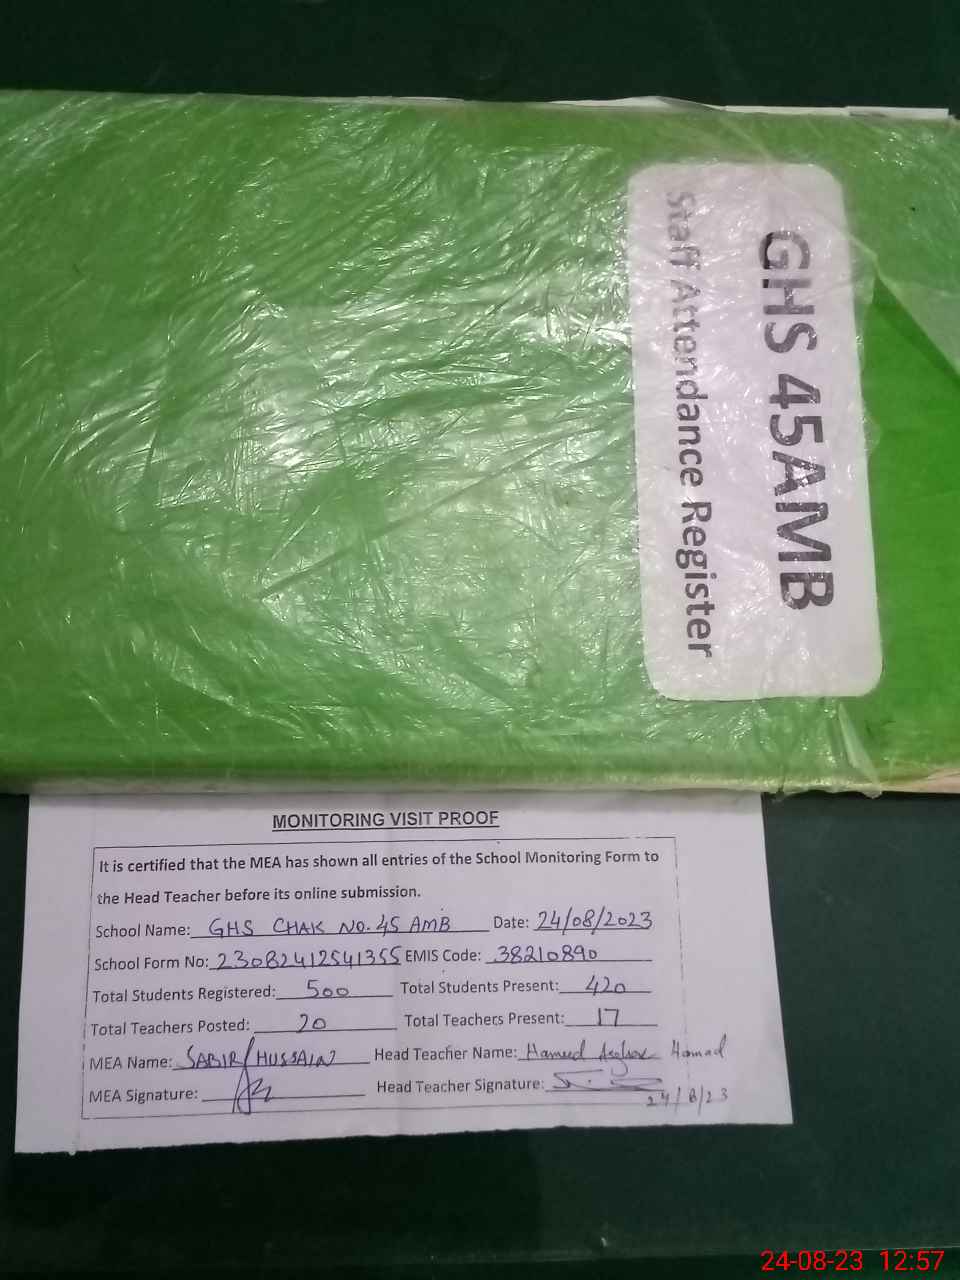 GHS 45AMB
Staff Attendance Register
MONITORING VISIT PROOF
It is certified that the MEA has shown all entries of the School Monitoring Form to
the Head Teacher before its online submission.
School Name: GHS CHAK NO. 45 AMB Date: 24/08/2023
School Form No: 23082412541355 EMIS Code: 38210890
Total Students Registered: 500 Total Students Present: 420
Total Teachers Posted: 20 Total Teachers Present: 17
MEA Name: SABIR HUSSAIN Head Teacher Name: Hameed Asghar Hamad
MEA Signature: Head Teacher Signature:
24/8/23
24-08-23 12:57